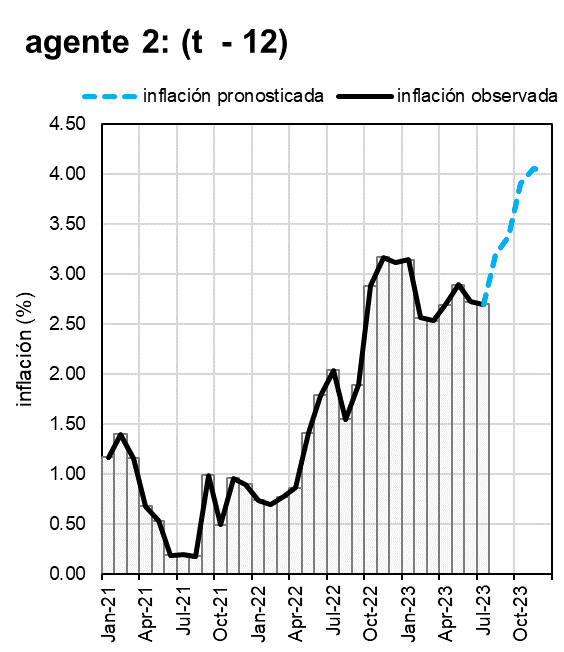 agente 2: (t - 12)
inflación pronosticada
inflación observada
4.50
4.00
3.50
3.00
2.50
2.00
1.50
1.00
0.50
0.00
inflación (%)
Jan-21
Apr-21
Jul-21
Oct-21
Jan-22
Apr-22
Jul-22
Oct-22
Jan-23
Apr-23
Jul-23
Oct-23